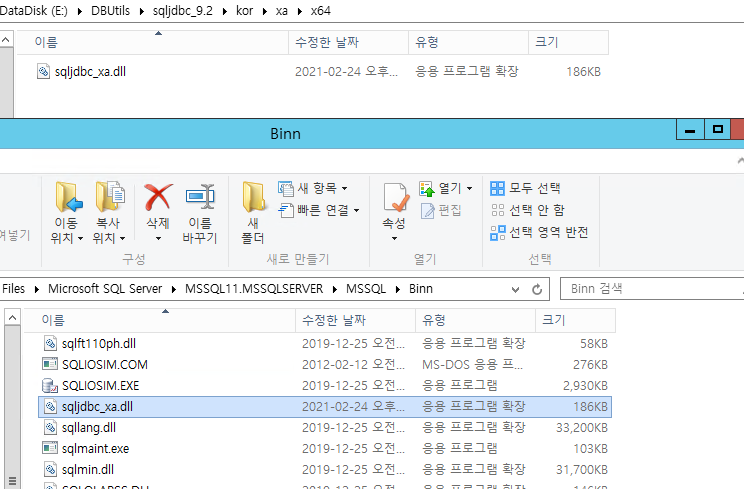 DataDisk (E:) DBUtils sqljdbc_9.2 kor xa x64
이름 수정한 날짜 유형 크기
sqljdbc_xa.dll 2021-02-24 오후... 응용 프로그램 확장 186KB
Binn
여넣기
이동 위치
복사 위치
삭제
이름 바꾸기
구성
새 폴더
새 항목
빠른 연결
새로 만들기
속성
열기
편집
열기
모두 선택
선택 안 함
선택 영역 반전
선택
Files Microsoft SQL Server MSSQL11.MSSQLSERVER MSSQL Binn
Binn 검색
이름 수정한 날짜 유형 크기
sqlft110ph.dll 2019-12-25 오전... 응용 프로그램 확장 58KB
SQLIOSIM.COM 2012-02-12 오전... MS-DOS 응용 프... 276KB
SQLIOSIM.EXE 2019-12-25 오전... 응용 프로그램 2,930KB
sqljdbc_xa.dll 2021-02-24 오후... 응용 프로그램 확장 186KB
sqllang.dll 2019-12-25 오전... 응용 프로그램 확장 33,200KB
sqlmaint.exe 2019-12-25 오전... 응용 프로그램 103KB
sqlmin.dll 2019-12-25 오전... 응용 프로그램 확장 31,700KB